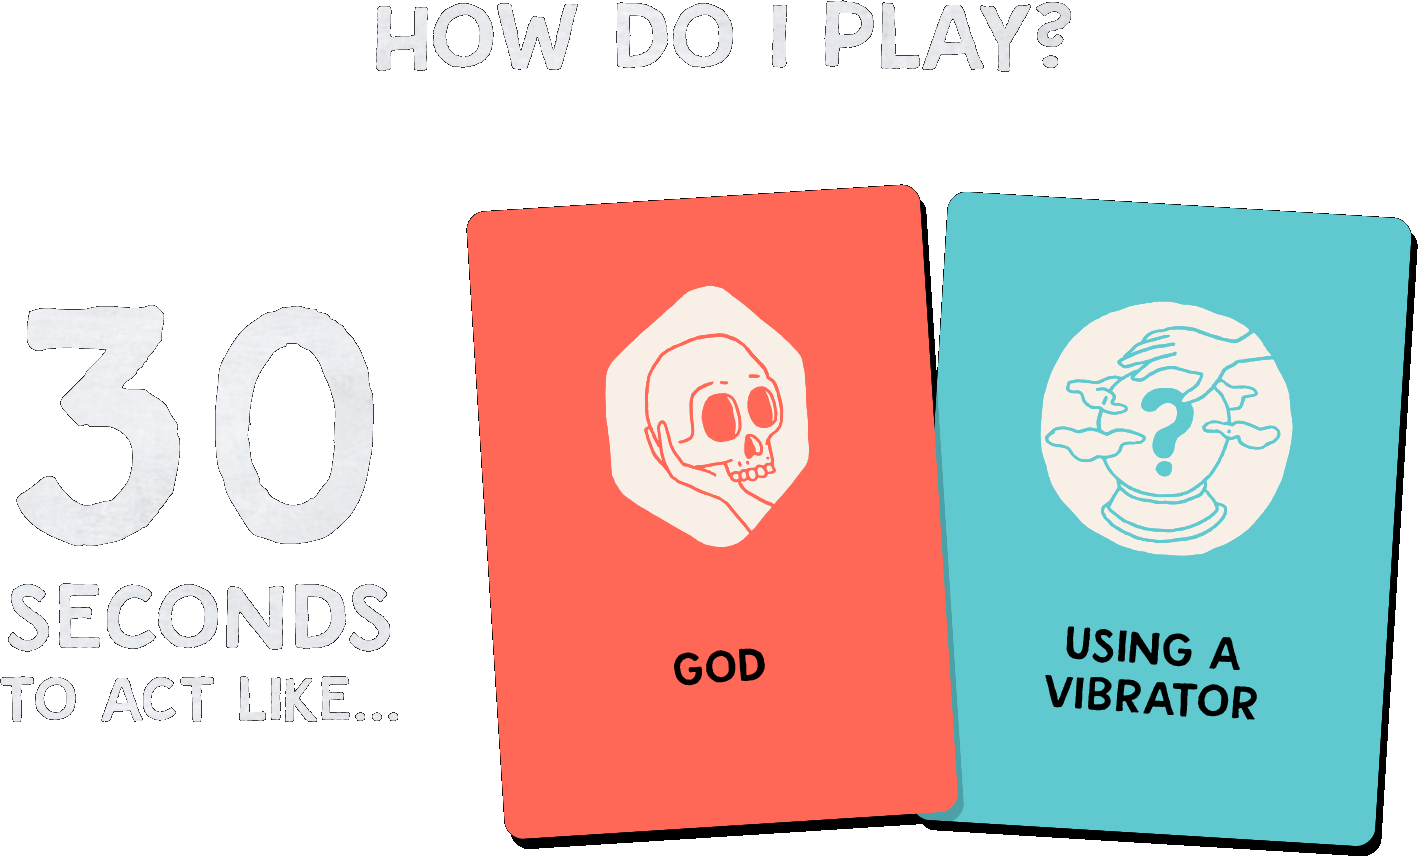 HOW DO I PLAY?
30
SECONDS
TO ACT LIKE...
?
GOD
USING A
VIBRATOR